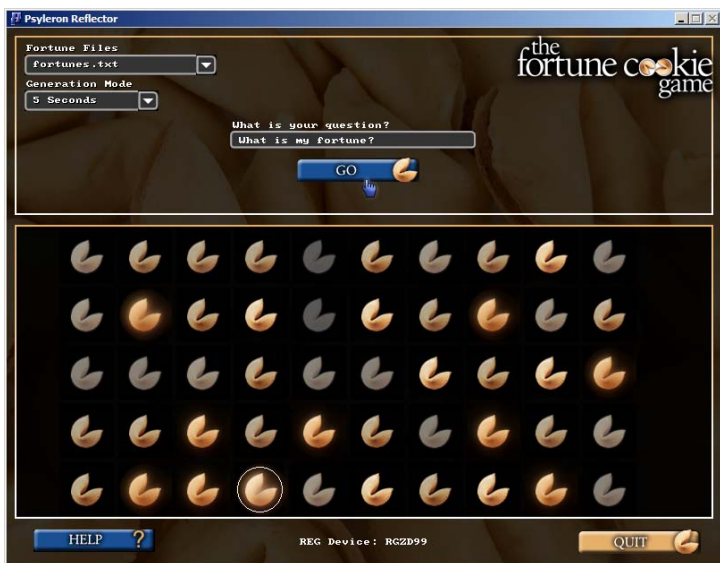 Psyleron Reflector
Fortune Files
fortunes.txt
the
fortune cookie
game
Generation Mode
5 Seconds
What is your question?
What is my fortune?
GO
HELP ?
REG Device: RGZD99
QUIT